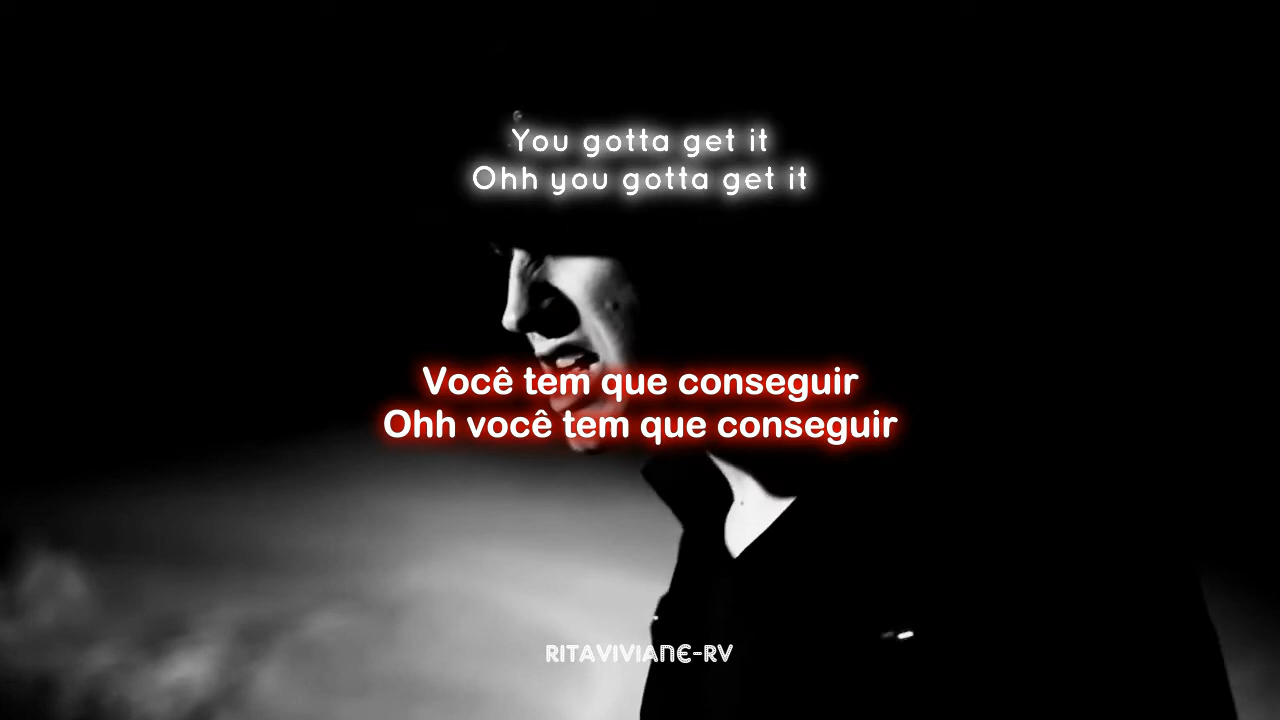 You gotta get it
Ohh you gotta get it
Você tem que conseguir
Ohh você tem que conseguir
RITAVIVIANE-RV